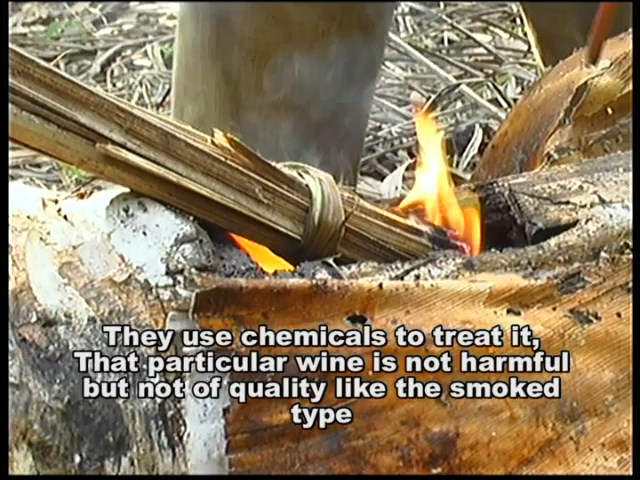 They use chemicals to treat it,
That particular wine is not harmful
but not of quality like the smoked
type